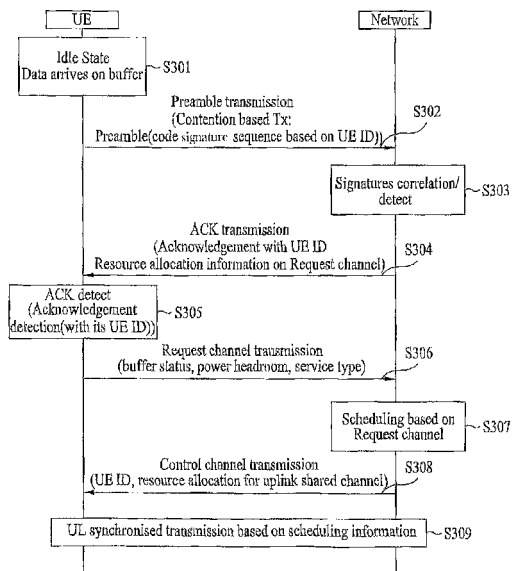 UE
Network
Idle State
Data arrives on buffer
S301
Preamble transmission
(Contention based Tx:
Preamble(code signature sequence based on UE ID))
S302
Signatures correlation/
detect
S303
ACK transmission
(Acknowledgement with UE ID
Resource allocation information on Request channel)
S304
ACK detect
(Acknowledgement
detection(with its UE ID))
S305
Request channel transmission
(buffer status, power headroom, service type)
S306
Scheduling based on
Request channel
S307
Control channel transmission
(UE ID, resource allocation for uplink shared channel)
S308
UL synchronised transmission based on scheduling information
S309